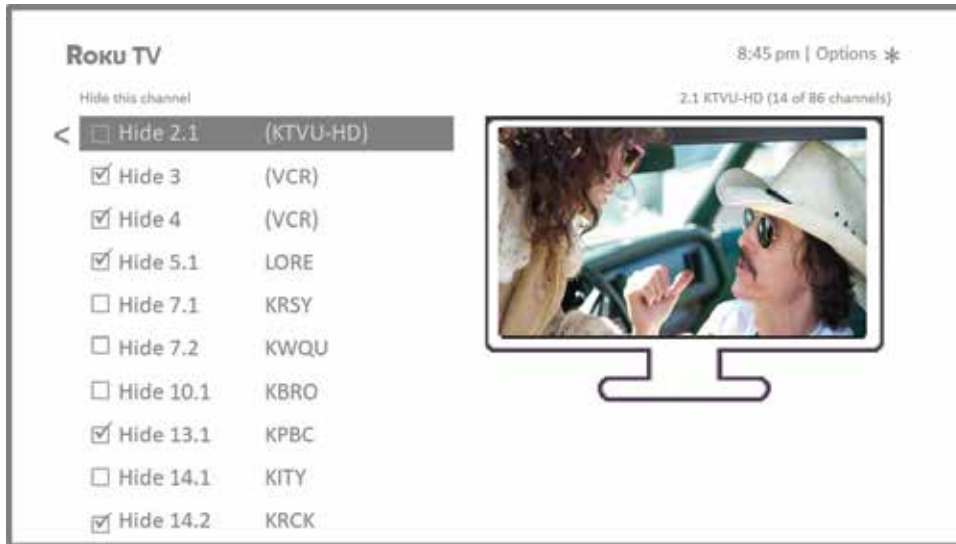 Roku TV
8:45 pm | Options *
Hide this channel
2.1 KTVU-HD (14 of 86 channels)
< Hide 2.1 (KTVU-HD)
Hide 3 (VCR)
Hide 4 (VCR)
Hide 5.1 LORE
Hide 7.1 KRSY
Hide 7.2 KWQU
Hide 10.1 KBRO
Hide 13.1 KPBC
Hide 14.1 KITY
Hide 14.2 KRCK